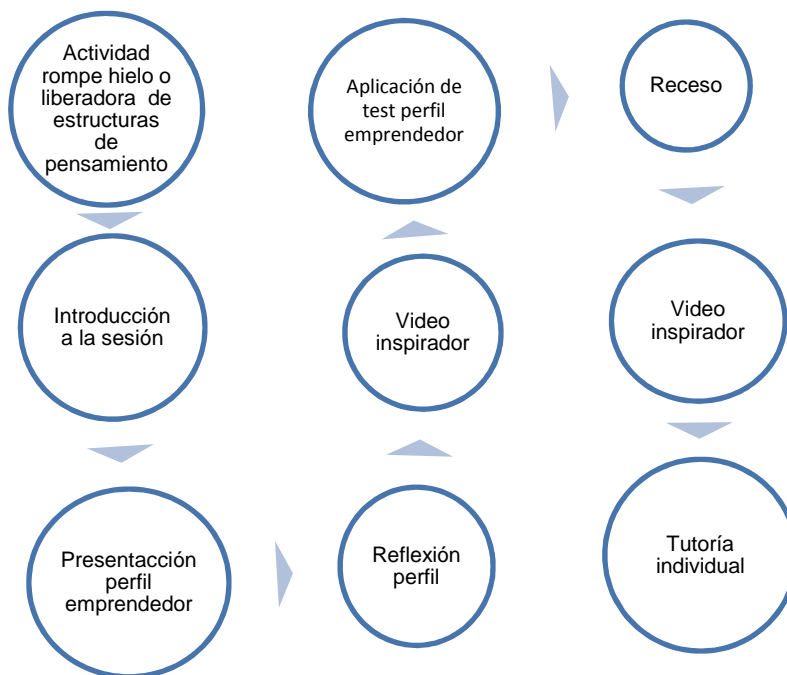 Actividad
rompe hielo o
liberadora de
estructuras
de
pensamiento
Introducción
a la sesión
Presentacción
perfil
emprendedor
Reflexión
perfil
Video
inspirador
Aplicación de
test perfil
emprendedor
Receso
Video
inspirador
Tutoría
individual